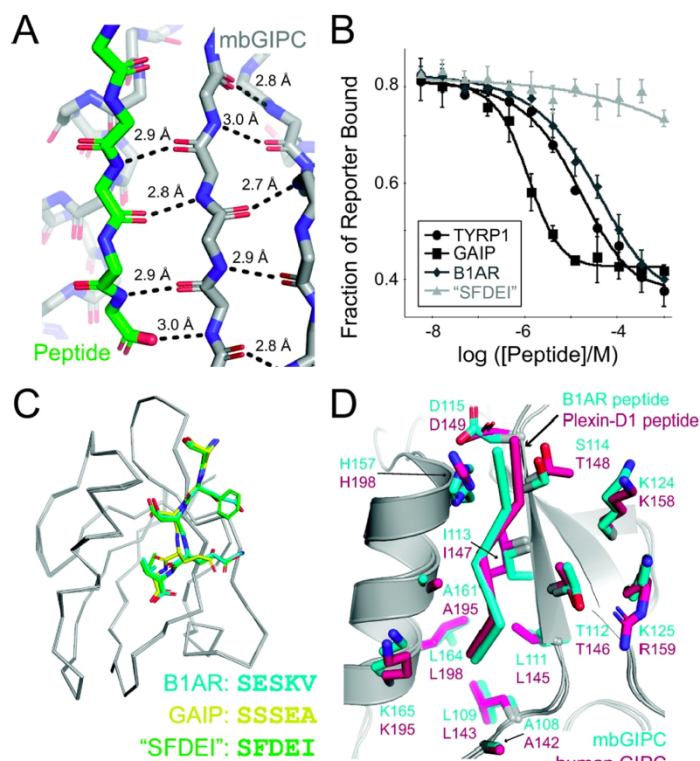 A
mbGIPC
2.8 Å
2.9 Å
3.0 Å
2.8 Å
2.7 Å
2.9 Å
2.9 Å
Peptide
3.0 Å
2.8 Å
B
Fraction of Reporter Bound
0.8
0.6
0.4
TYRP1
GAIP
B1AR
"SFDEI"
-8
-6
-4
-2
log ([Peptide]/M)
C
B1AR: SESKV
GAIP: SSSEA
"SFDEI": SFDEI
D
B1AR peptide
Plexin-D1 peptide
D115
D149
S114
T148
H157
H198
K124
K158
I113
I147
A161
A195
T112
T146
K125
R159
L164
L198
L111
L145
K165
K195
L109
L143
A108
A142
mbGIPC
human GIPC